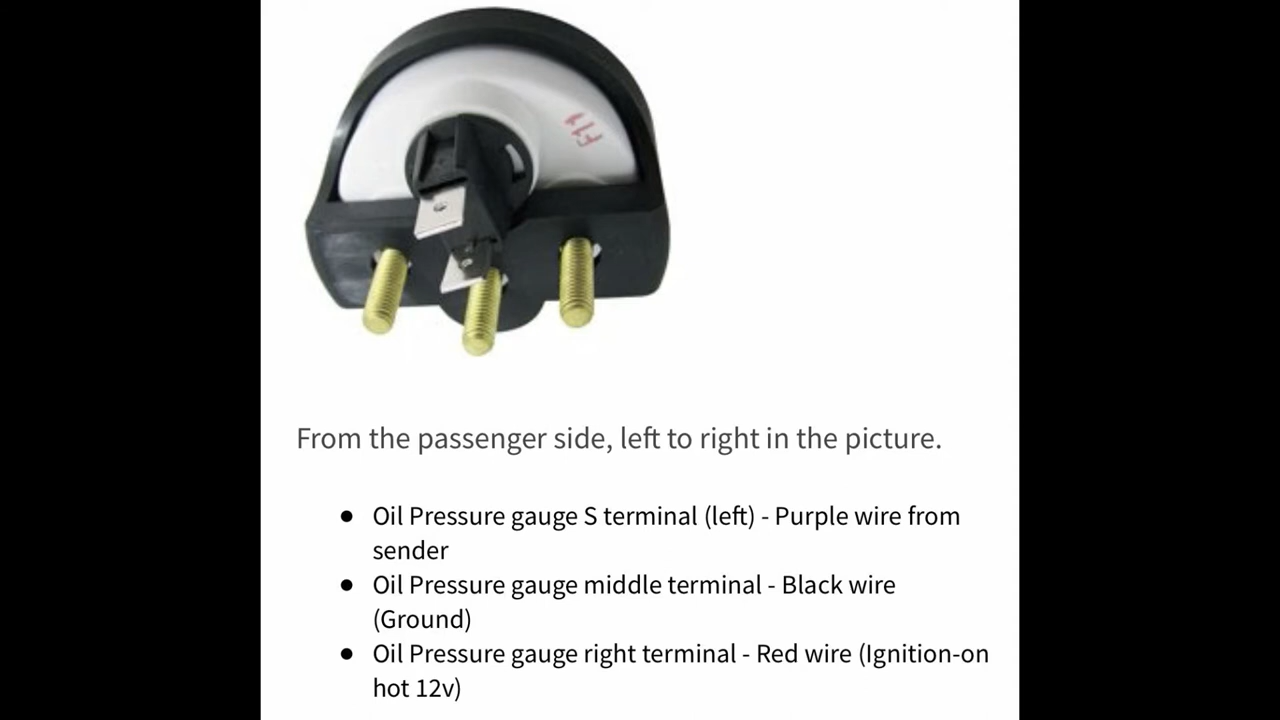 F11
From the passenger side, left to right in the picture.
● Oil Pressure gauge S terminal (left) - Purple wire from
sender
● Oil Pressure gauge middle terminal - Black wire
(Ground)
● Oil Pressure gauge right terminal - Red wire (Ignition-on
hot 12v)